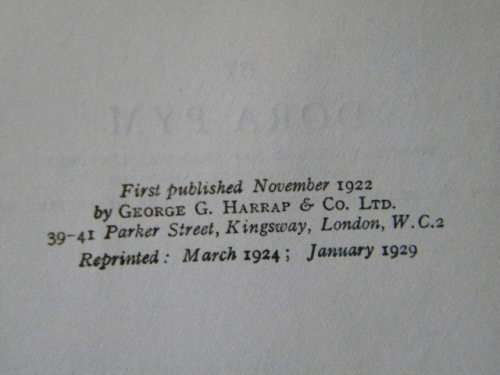 First published November 1922
by GEORGE G. HARRAP & CO. LTD.
39-41 Parker Street, Kingsway, London, W.C.2
Reprinted: March 1924; January 1929